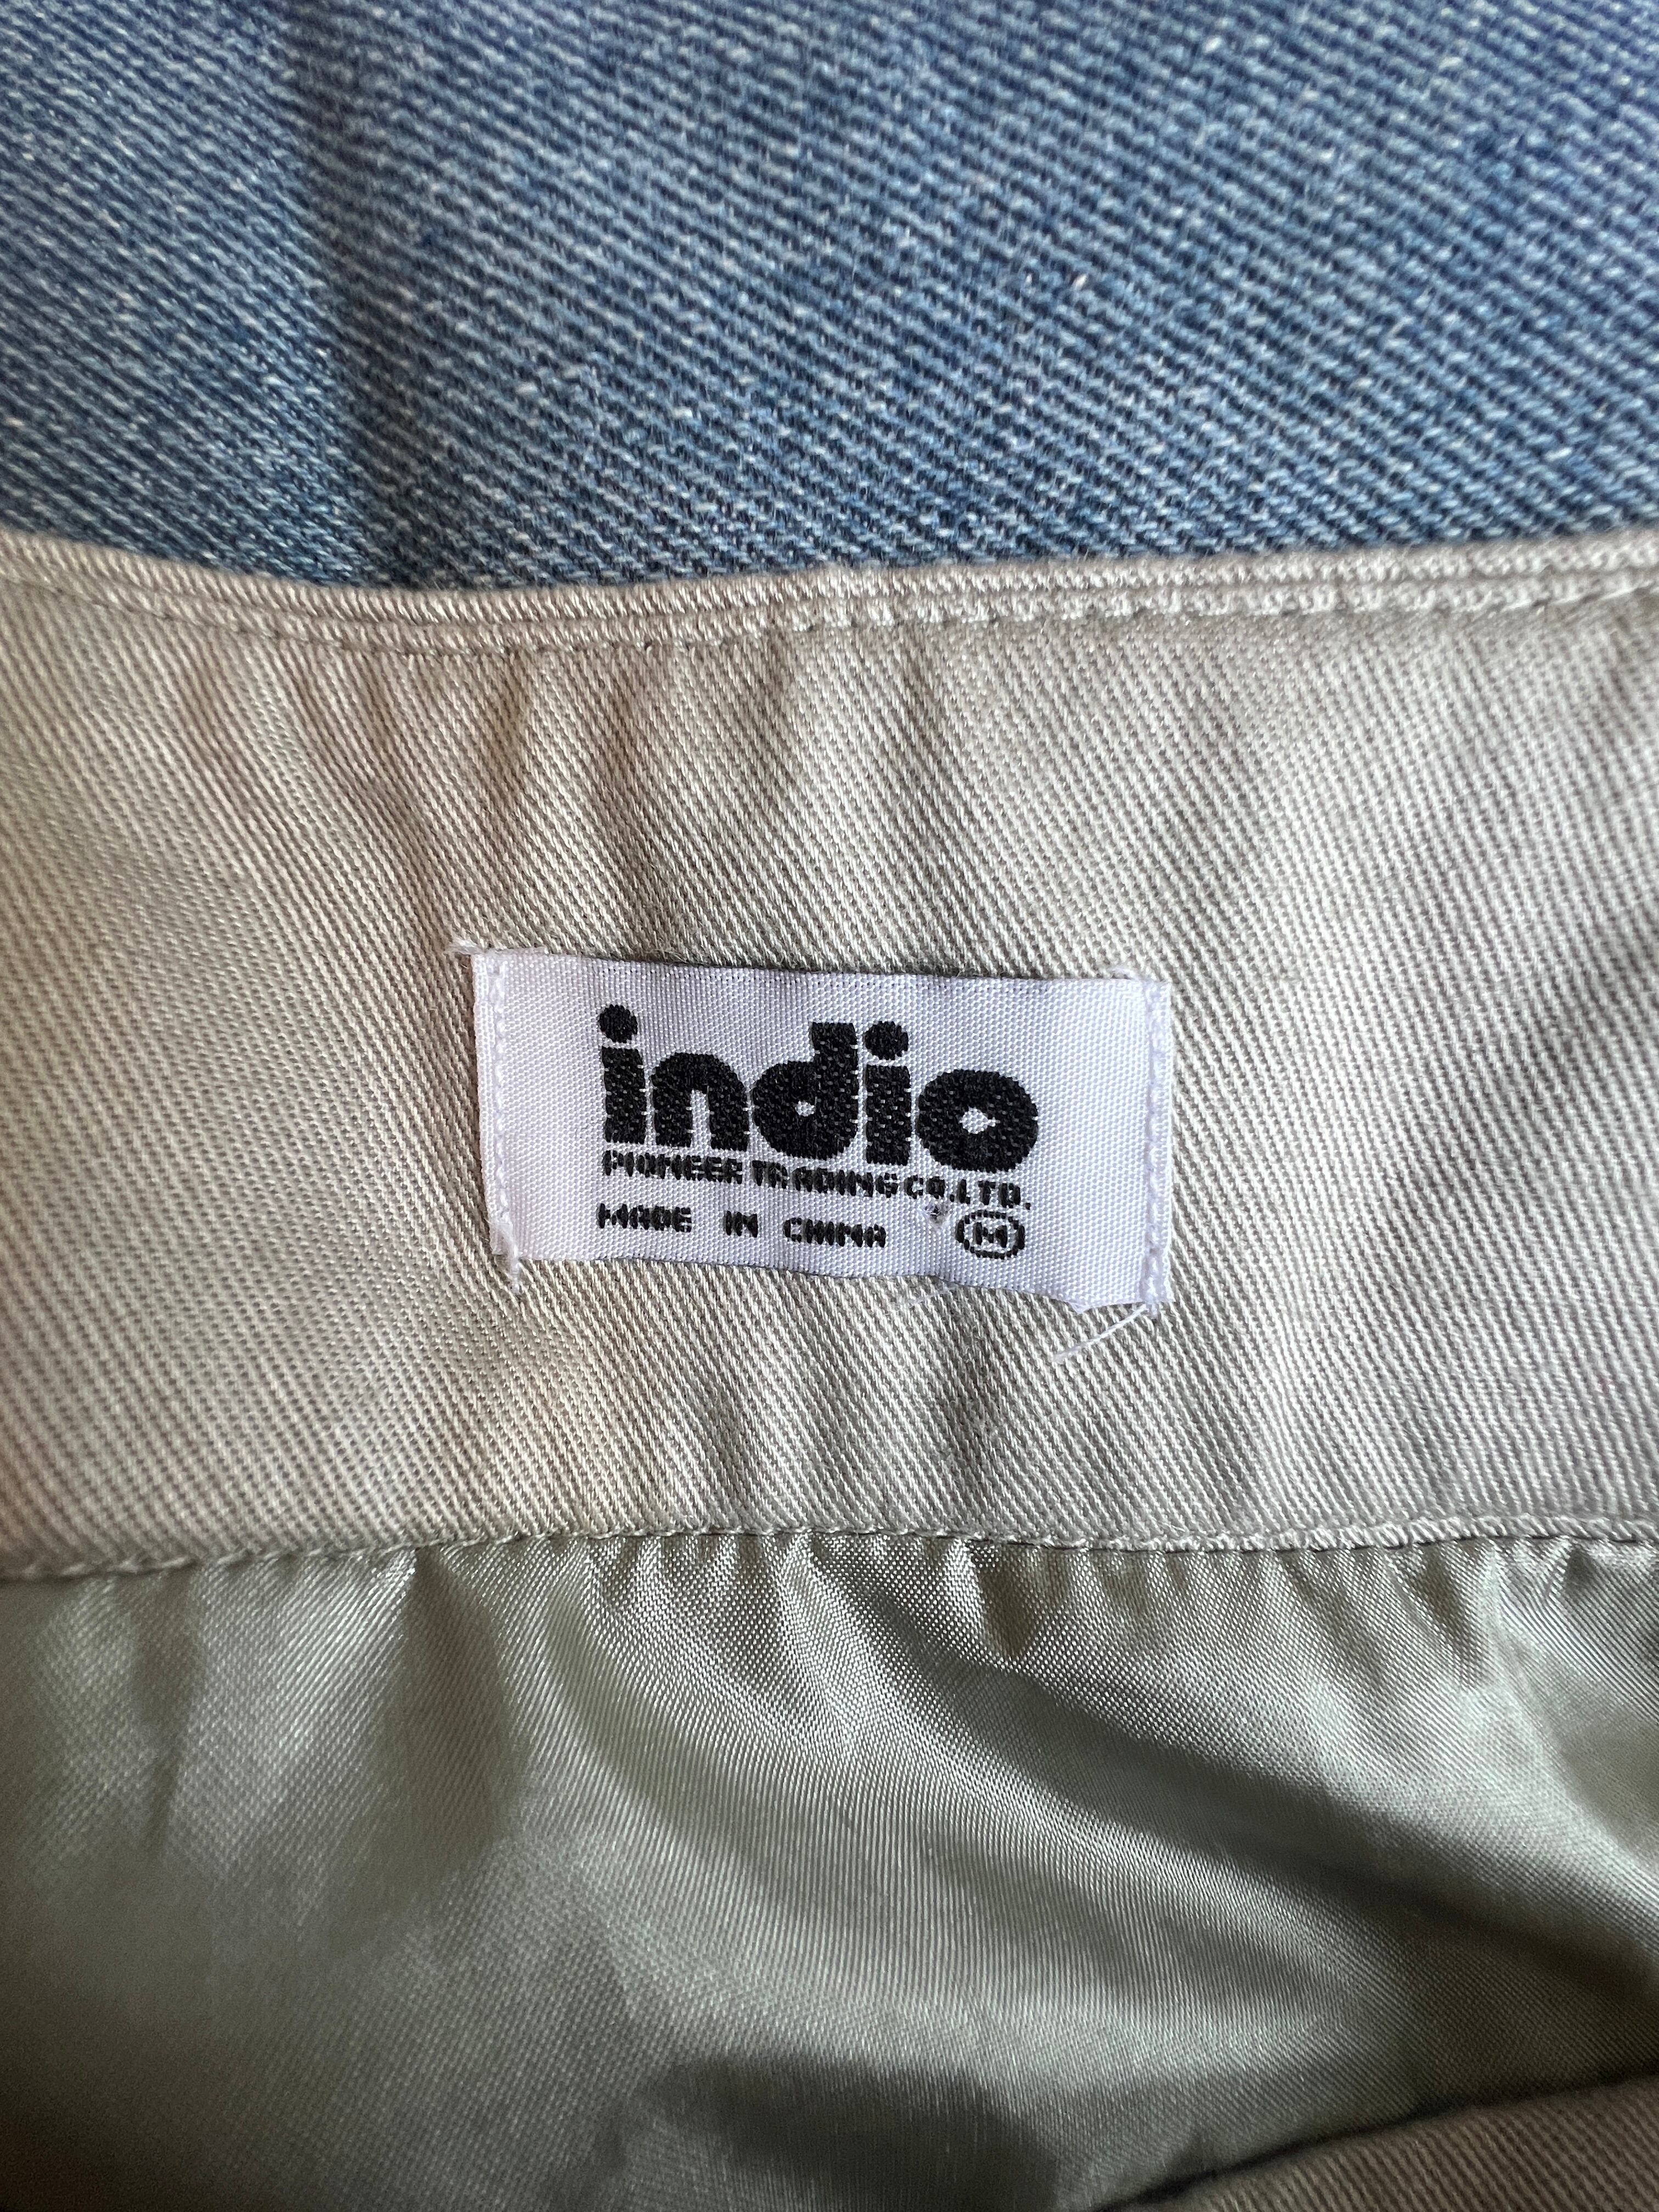 indio
PIONEER TRADING CO.,LTD.
MADE IN CHINA M